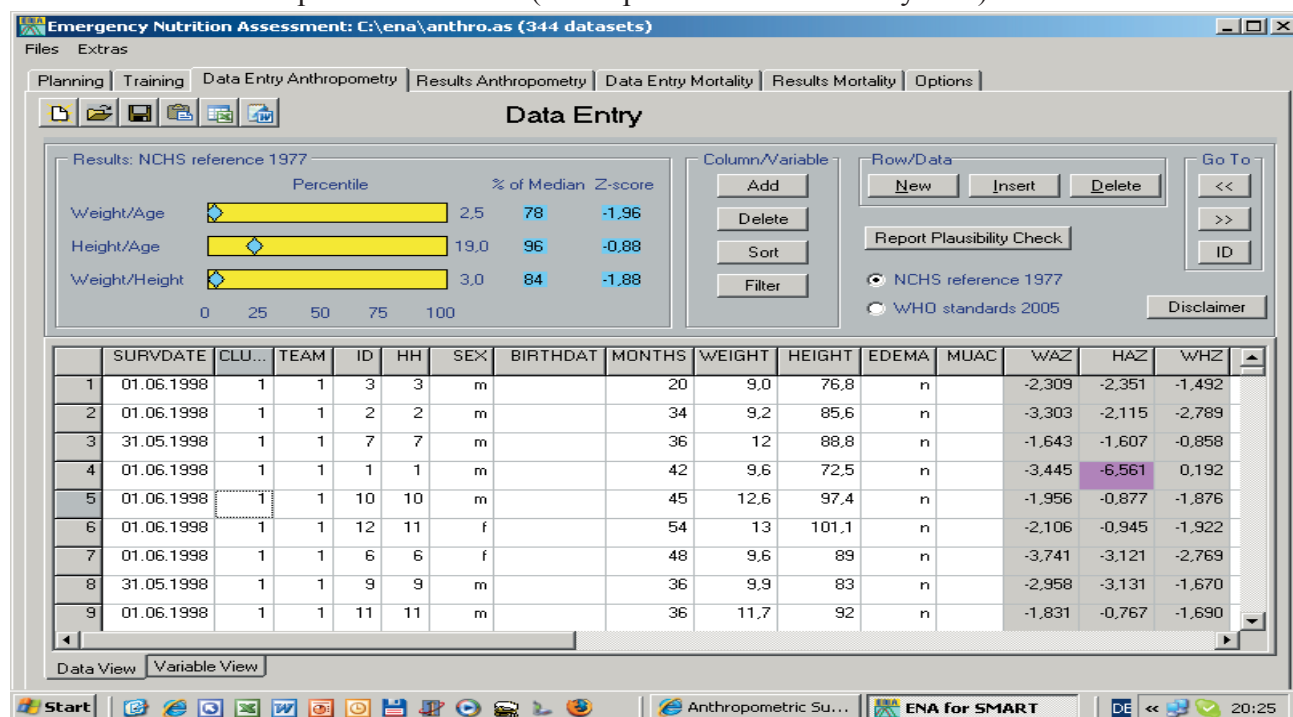 Emergency Nutrition Assessment: C:\ena\anthro.as (344 datasets)
Files Extras
Planning Training Data Entry Anthropometry Results Anthropometry Data Entry Mortality Results Mortality Options
Data Entry
Results: NCHS reference 1977
Percentile % of Median Z-score
Weight/Age 2,5 78 -1,96
Height/Age 19,0 96 -0,88
Weight/Height 3,0 84 -1,88
0 25 50 75 100
Column/Variable
Add
Delete
Sort
Filter
Row/Data
New Insert Delete
Report Plausibility Check
NCHS reference 1977
WHO standards 2005
Go To
<<
>>
ID
Disclaimer
SURVDATE CLU... TEAM ID HH SEX BIRTHDAT MONTHS WEIGHT HEIGHT EDEMA MUAC WAZ HAZ WHZ
1 01.06.1998 1 1 3 3 m 20 9,0 76,8 n -2,309 -2,351 -1,492
2 01.06.1998 1 1 2 2 m 34 9,2 85,6 n -3,303 -2,115 -2,789
3 31.05.1998 1 1 7 7 m 36 12 88,8 n -1,643 -1,607 -0,858
4 01.06.1998 1 1 1 1 m 42 9,6 72,5 n -3,445 -6,561 0,192
5 01.06.1998 1 1 10 10 m 45 12,6 97,4 n -1,956 -0,877 -1,876
6 01.06.1998 1 1 12 11 f 54 13 101,1 n -2,106 -0,945 -1,922
7 01.06.1998 1 1 6 6 f 48 9,6 89 n -3,741 -3,121 -2,769
8 31.05.1998 1 1 9 9 m 36 9,9 83 n -2,958 -3,131 -1,670
9 01.06.1998 1 1 11 11 m 36 11,7 92 n -1,831 -0,767 -1,690
Data View Variable View
Start Anthropometric Su... ENA for SMART DE « 20:25